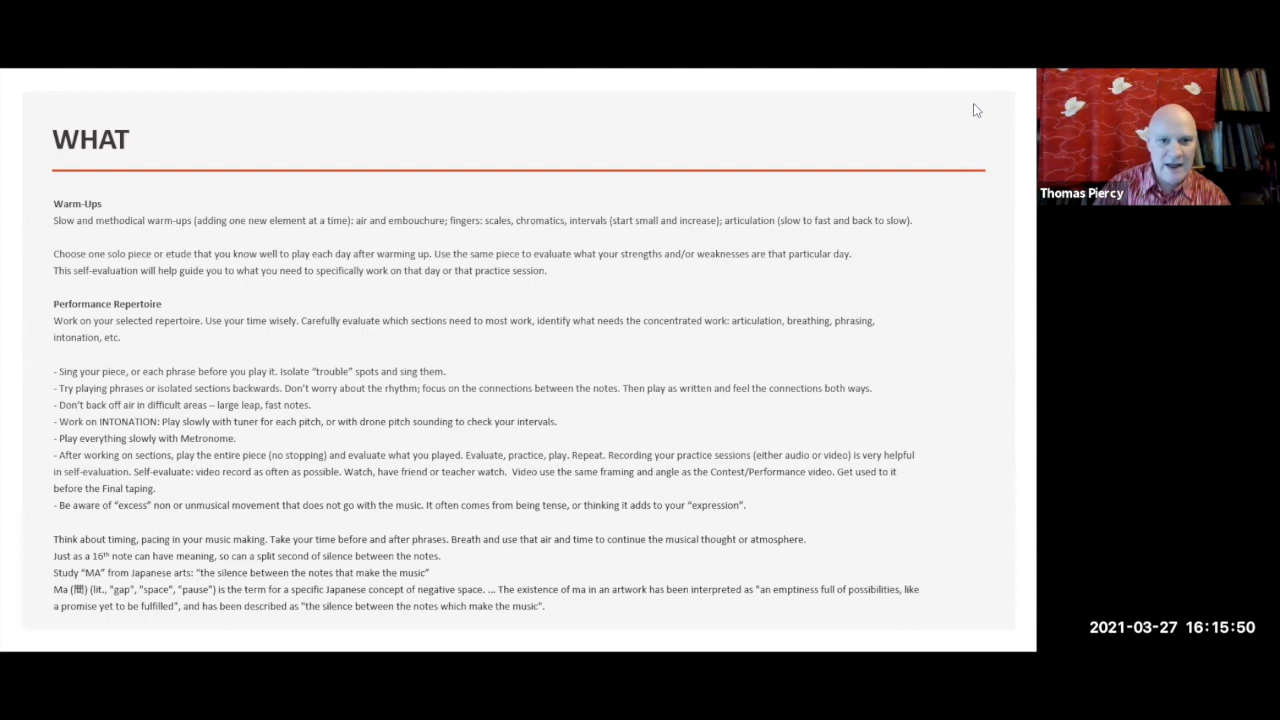 WHAT
Warm-Ups
Slow and methodical warm-ups (adding one new element at a time): air and embouchure; fingers: scales, chromatics, intervals (start small and increase); articulation (slow to fast and back to slow).
Choose one solo piece or etude that you know well to play each day after warming up. Use the same piece to evaluate what your strengths and/or weaknesses are that particular day.
This self-evaluation will help guide you to what you need to specifically work on that day or that practice session.
Performance Repertoire
Work on your selected repertoire. Use your time wisely. Carefully evaluate which sections need to most work, identify what needs the concentrated work: articulation, breathing, phrasing,
intonation, etc.
- Sing your piece, or each phrase before you play it. Isolate “trouble” spots and sing them.
- Try playing phrases or isolated sections backwards. Don’t worry about the rhythm; focus on the connections between the notes. Then play as written and feel the connections both ways.
- Don’t back off air in difficult areas – large leap, fast notes.
- Work on INTONATION: Play slowly with tuner for each pitch, or with drone pitch sounding to check your intervals.
- Play everything slowly with Metronome.
- After working on sections, play the entire piece (no stopping) and evaluate what you played. Evaluate, practice, play. Repeat. Recording your practice sessions (either audio or video) is very helpful
in self-evaluation. Self-evaluate: video record as often as possible. Watch, have friend or teacher watch.  Video use the same framing and angle as the Contest/Performance video. Get used to it
before the Final taping.
- Be aware of “excess” non or unmusical movement that does not go with the music. It often comes from being tense, or thinking it adds to your “expression”.
Think about timing, pacing in your music making. Take your time before and after phrases. Breath and use that air and time to continue the musical thought or atmosphere.
Just as a 16th note can have meaning, so can a split second of silence between the notes.
Study “MA” from Japanese arts: “the silence between the notes that make the music”
Ma (間) (lit., "gap", "space", "pause") is the term for a specific Japanese concept of negative space. ... The existence of ma in an artwork has been interpreted as "an emptiness full of possibilities, like
a promise yet to be fulfilled", and has been described as "the silence between the notes which make the music".
Thomas Piercy
2021-03-27 16:15:50